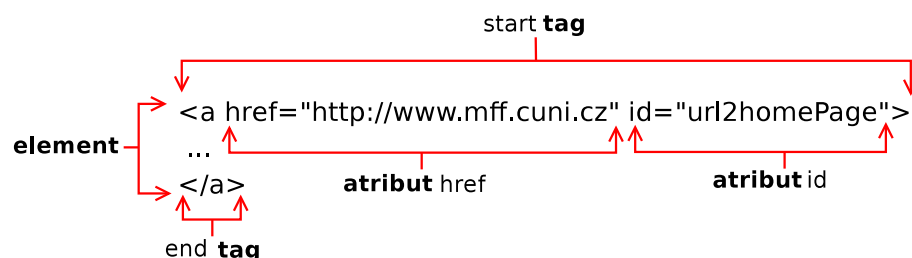 start tag
<a href="http://www.mff.cuni.cz" id="url2homePage">
element
...
atribut href
atribut id
</a>
end tag